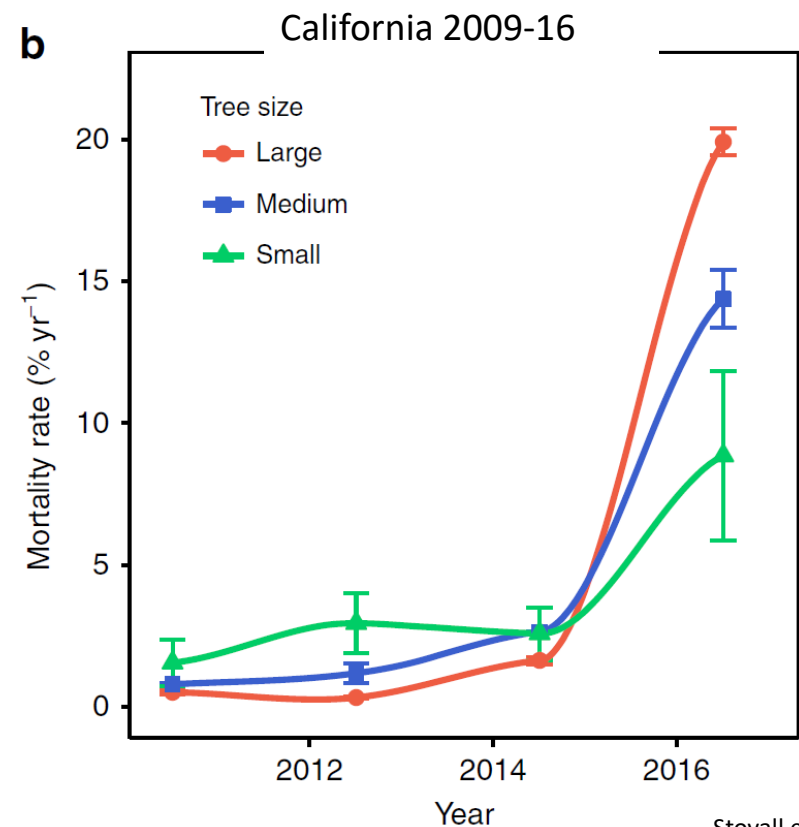 b
California 2009-16
Tree size
Large
Medium
Small
Mortality rate (% yr⁻¹)
20
15
10
5
0
2012 2014 2016
Year